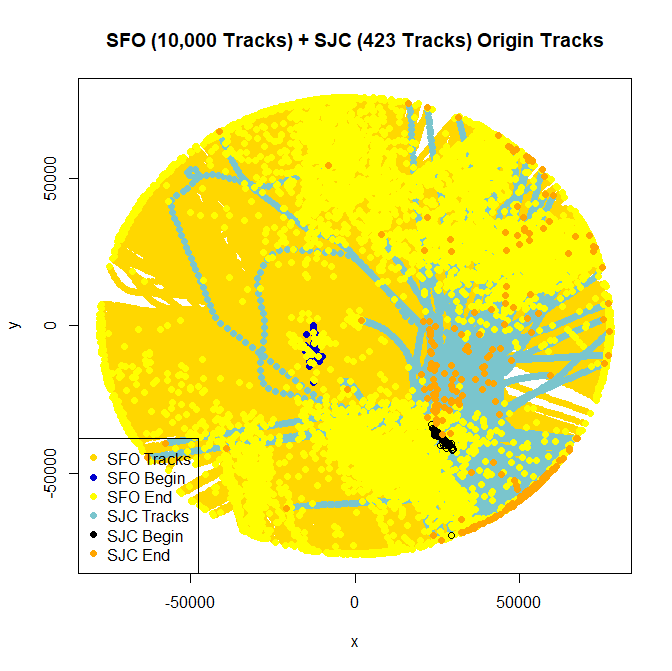 SFO (10,000 Tracks) + SJC (423 Tracks) Origin Tracks
50000
0
-50000
y
SFO Tracks
SFO Begin
SFO End
SJC Tracks
SJC Begin
SJC End
-50000
0
50000
x